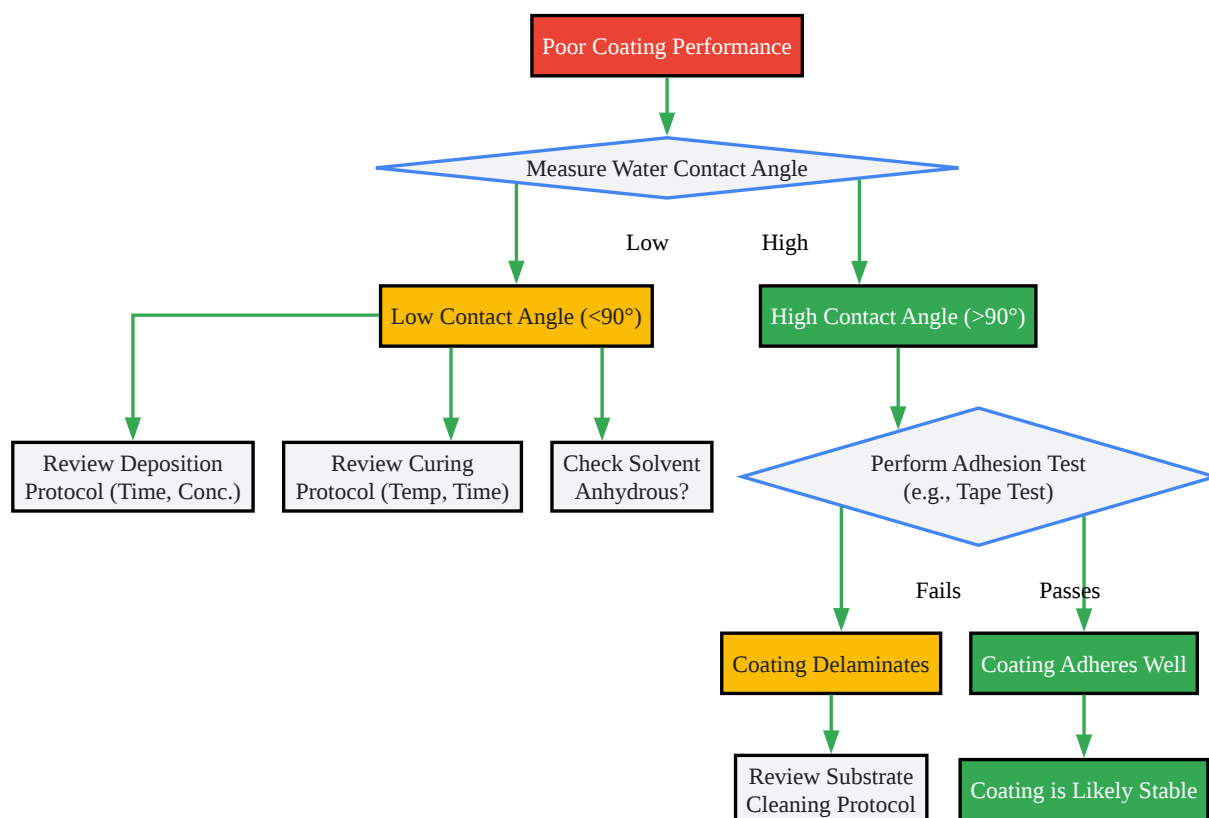 Poor Coating Performance
Measure Water Contact Angle
Low
High
Low Contact Angle (<90°)
High Contact Angle (>90°)
Review Deposition
Protocol (Time, Conc.)
Review Curing
Protocol (Temp, Time)
Check Solvent
Anhydrous?
Perform Adhesion Test
(e.g., Tape Test)
Fails
Passes
Coating Delaminates
Coating Adheres Well
Review Substrate
Cleaning Protocol
Coating is Likely Stable